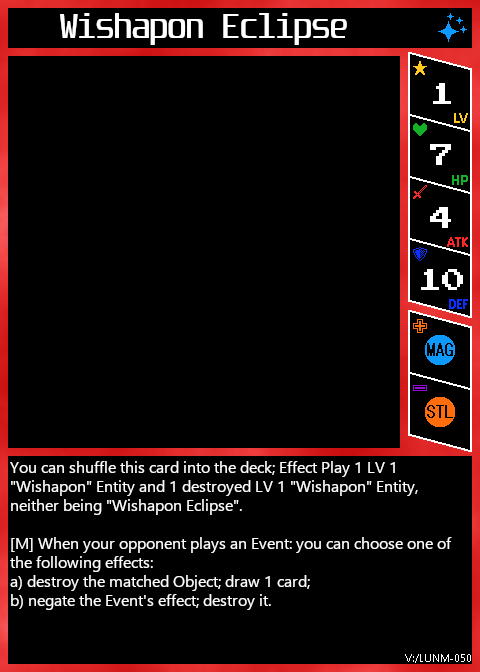 Wishapon Eclipse
1
LV
7
HP
4
ATK
10
DEF
MAG
STL
You can shuffle this card into the deck; Effect Play 1 LV 1
"Wishapon" Entity and 1 destroyed LV 1 "Wishapon" Entity,
neither being "Wishapon Eclipse".
[M] When your opponent plays an Event: you can choose one of
the following effects:
a) destroy the matched Object; draw 1 card;
b) negate the Event's effect; destroy it.
V:/LUNM-050